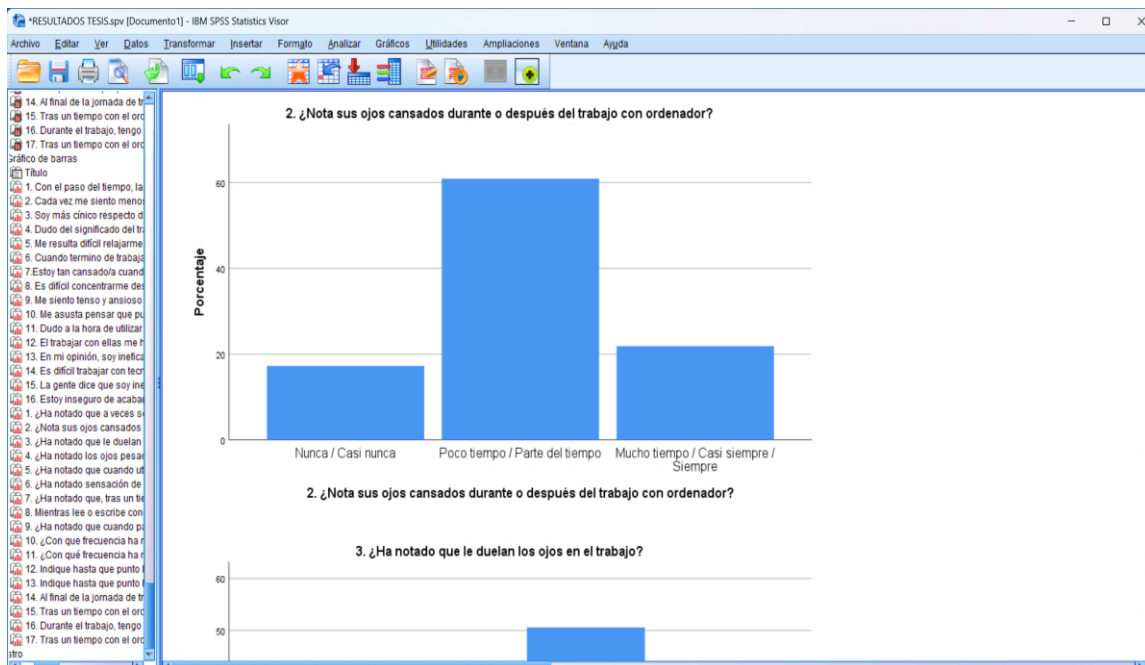 *RESULTADOS TESIS.spv [Documento1] - IBM SPSS Statistics Visor
Archivo Editar Ver Datos Transformar Insertar Formato Analizar Gráficos Utilidades Ampliaciones Ventana Ayuda
14. Al final de la jornada de tr
15. Tras un tiempo con el ord
16. Durante el trabajo, tengo
17. Tras un tiempo con el ord
Gráfico de barras
Título
1. Con el paso del tiempo, la
2. Cada vez me siento menos
3. Soy más cínico respecto d
4. Dudo del significado del tra
5. Me resulta difícil relajarme
6. Cuando termino de trabaja
7.Estoy tan cansado/a cuand
8. Es difícil concentrarme des
9. Me siento tenso y ansioso
10. Me asusta pensar que pu
11. Dudo a la hora de utilizar
12. El trabajar con ellas me h
13. En mi opinión, soy inefica
14. Es difícil trabajar con tecn
15. La gente dice que soy ine
16. Estoy inseguro de acabar
1. ¿Ha notado que a veces s
2. ¿Nota sus ojos cansados
3. ¿Ha notado que le duelan
4. ¿Ha notado los ojos pesad
5. ¿Ha notado que cuando ut
6. ¿Ha notado sensación de
7. ¿Ha notado que, tras un tie
8. Mientras lee o escribe con
9. ¿Ha notado que cuando pa
10. ¿Con que frecuencia ha n
11. ¿Con qué frecuencia ha n
12. Indique hasta que punto h
13. Indique hasta que punto h
14. Al final de la jornada de tr
15. Tras un tiempo con el ord
16. Durante el trabajo, tengo
17. Tras un tiempo con el ord
stro
2. ¿Nota sus ojos cansados durante o después del trabajo con ordenador?
Porcentaje
60
40
20
0
Nunca / Casi nunca
Poco tiempo / Parte del tiempo
Mucho tiempo / Casi siempre /
Siempre
2. ¿Nota sus ojos cansados durante o después del trabajo con ordenador?
3. ¿Ha notado que le duelan los ojos en el trabajo?
60
50